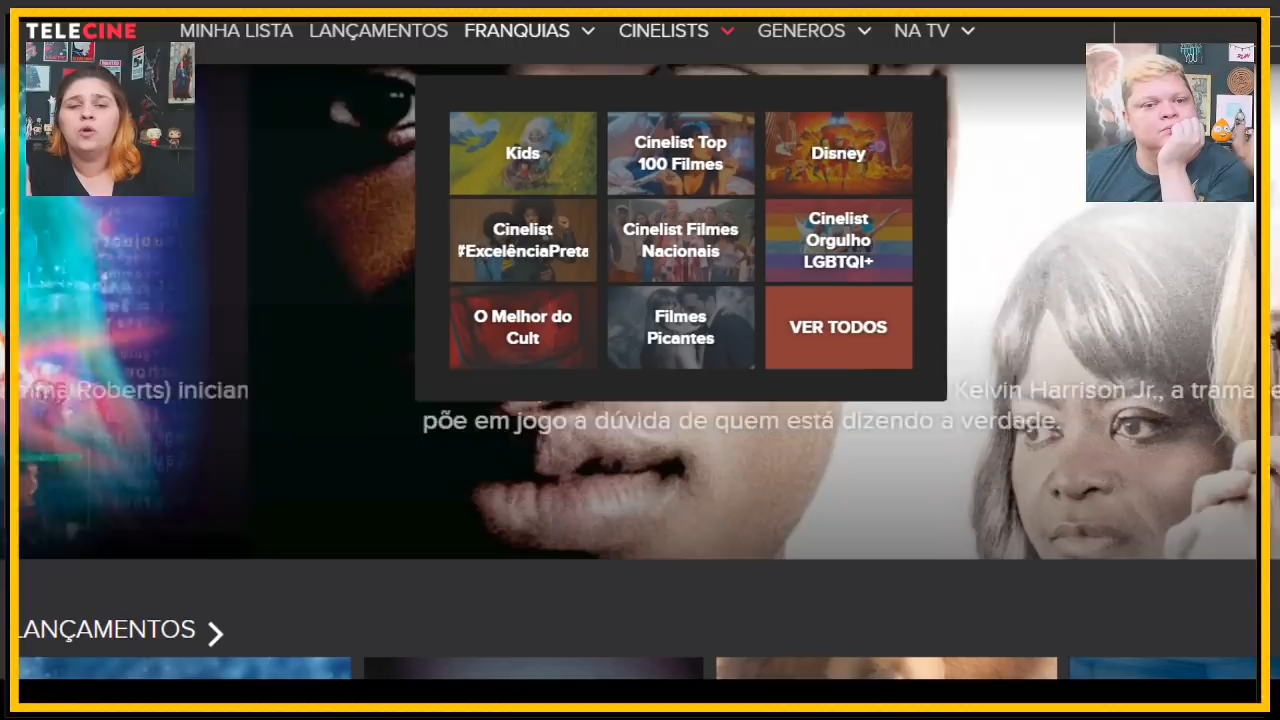 TELECINE MINHA LISTA LANÇAMENTOS FRANQUIAS CINELISTS GENEROS NA TV
Kids
Cinelist Top
100 Filmes
Disney
Cinelist
#ExcelênciaPreta
Cinelist Filmes
Nacionais
Cinelist
Orgulho
LGBTQI+
O Melhor do
Cult
Filmes
Picantes
VER TODOS
Roberts) iniciam
Kelvin Harrison Jr., a trama
põe em jogo a dúvida de quem está dizendo a verdade.
LANÇAMENTOS